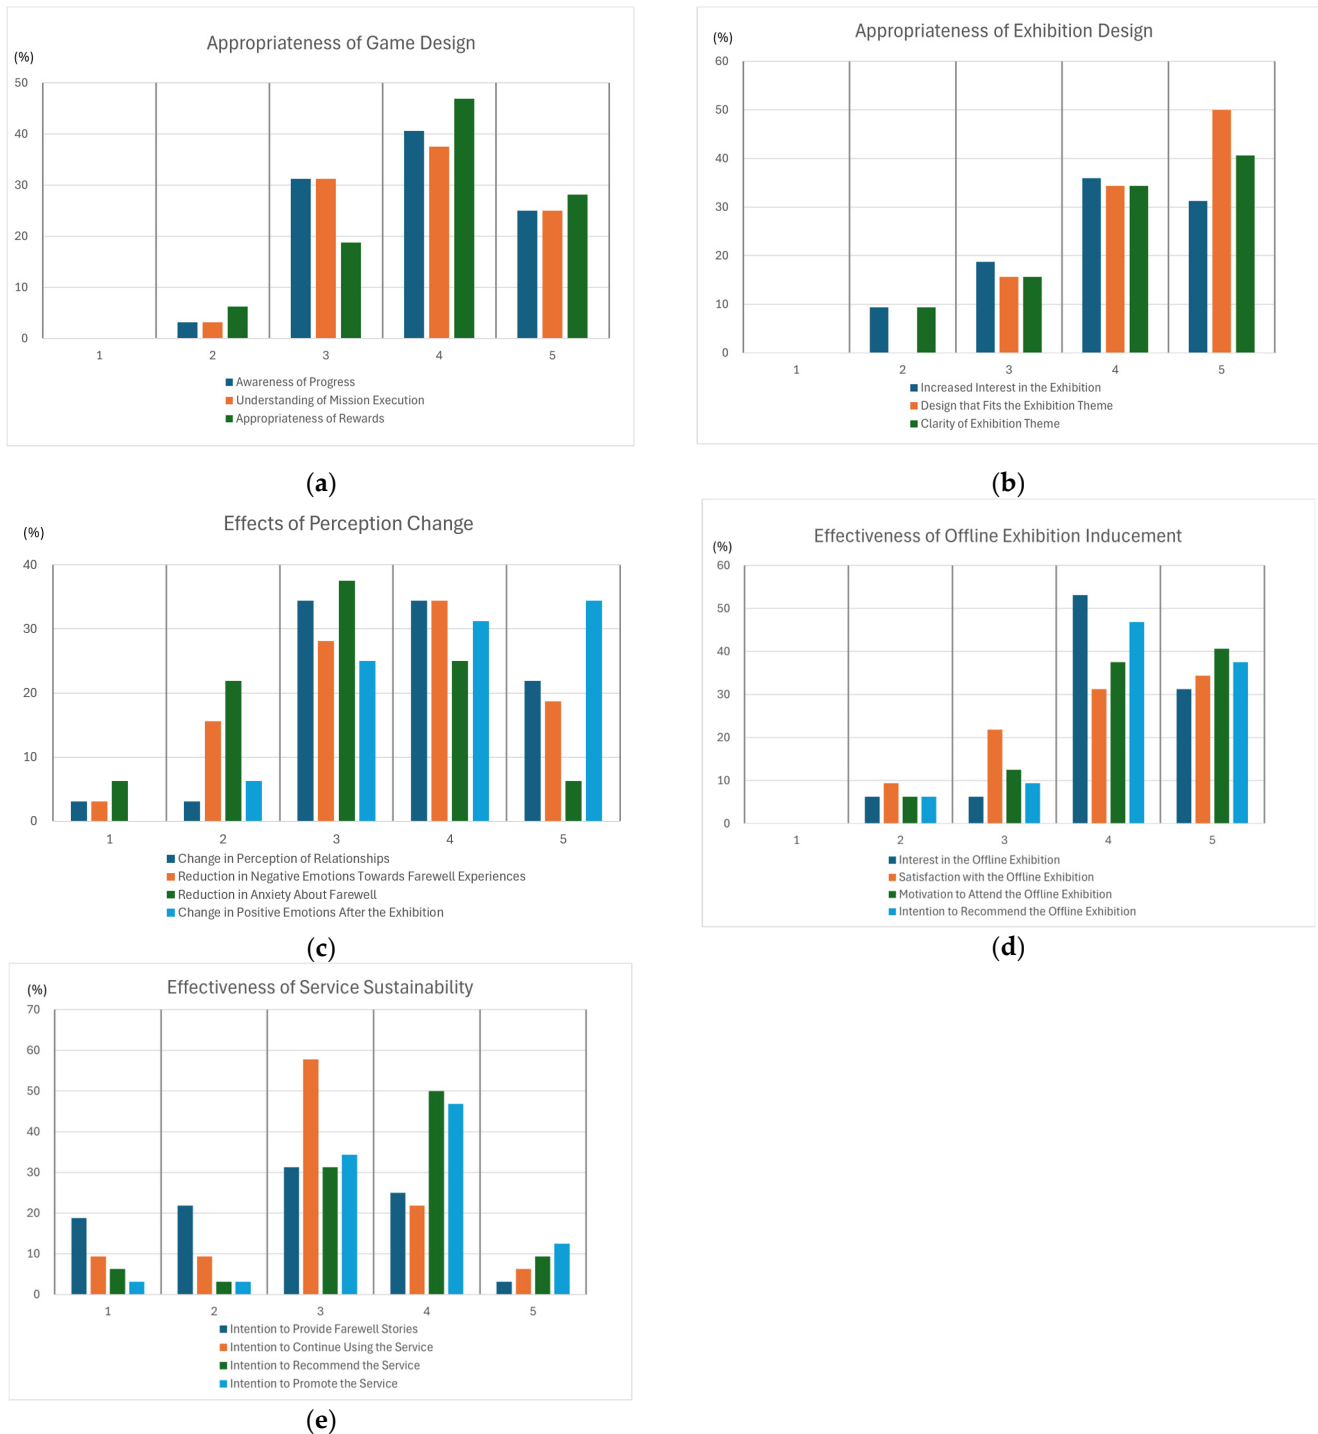 Appropriateness of Game Design
(%)
50
40
30
20
10
0
1 2 3 4 5
Awareness of Progress
Understanding of Mission Execution
Appropriateness of Rewards
(a)
Appropriateness of Exhibition Design
(%)
60
50
40
30
20
10
0
1 2 3 4 5
Increased Interest in the Exhibition
Design that Fits the Exhibition Theme
Clarity of Exhibition Theme
(b)
Effects of Perception Change
(%)
40
30
20
10
0
1 2 3 4 5
Change in Perception of Relationships
Reduction in Negative Emotions Towards Farewell Experiences
Reduction in Anxiety About Farewell
Change in Positive Emotions After the Exhibition
(c)
Effectiveness of Offline Exhibition Inducement
(%)
60
50
40
30
20
10
0
1 2 3 4 5
Interest in the Offline Exhibition
Satisfaction with the Offline Exhibition
Motivation to Attend the Offline Exhibition
Intention to Recommend the Offline Exhibition
(d)
Effectiveness of Service Sustainability
(%)
70
60
50
40
30
20
10
0
1 2 3 4 5
Intention to Provide Farewell Stories
Intention to Continue Using the Service
Intention to Recommend the Service
Intention to Promote the Service
(e)